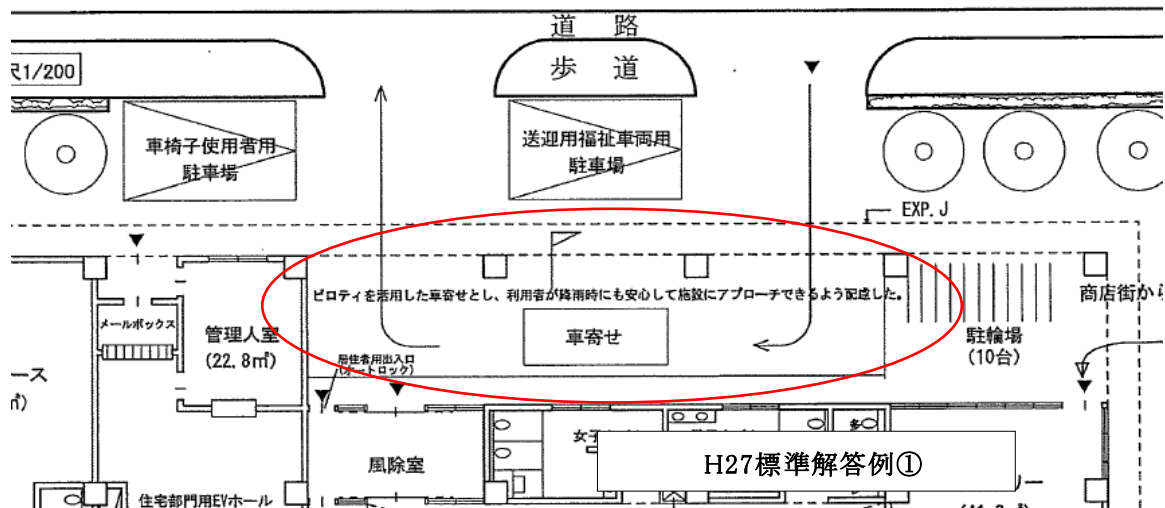 道 路
歩 道
尺1/200
車椅子使用者用
駐車場
送迎用福祉車両用
駐車場
EXP.J
ピロティを活用した車寄せとし、利用者が降雨時にも安心して施設にアプローチできるよう配慮した。
商店街から
メールボックス
管理人室
(22.8㎡)
車寄せ
駐輪場
(10台)
居住者用出入口
(オートロック)
ース
㎡)
女子
多
風除室
H27標準解答例①
リー
住宅部門用EVホール